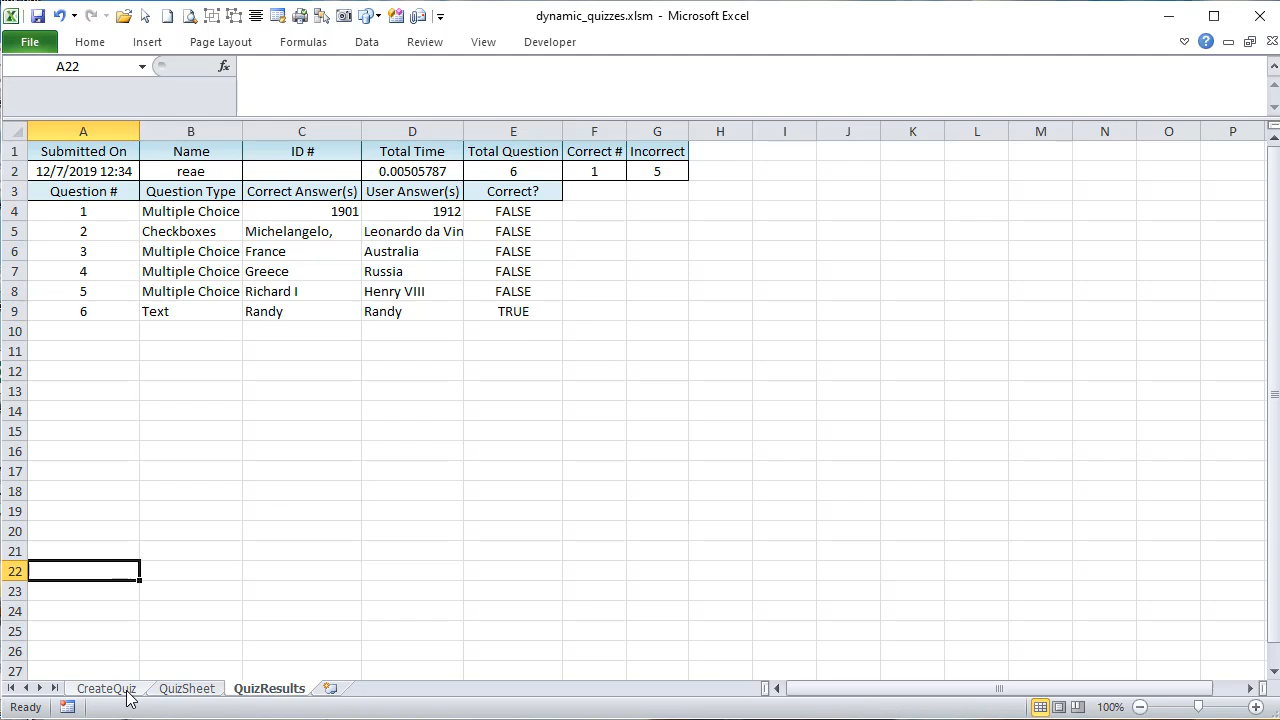 dynamic_quizzes.xlsm - Microsoft Excel
File Home Insert Page Layout Formulas Data Review View Developer
A22 fx
A B C D E F G H I J K L M N O P
1 Submitted On Name ID # Total Time Total Question Correct # Incorrect
2 12/7/2019 12:34 reae 0.00505787 6 1 5
3 Question # Question Type Correct Answer(s) User Answer(s) Correct?
4 1 Multiple Choice 1901 1912 FALSE
5 2 Checkboxes Michelangelo, Leonardo da Vin FALSE
6 3 Multiple Choice France Australia FALSE
7 4 Multiple Choice Greece Russia FALSE
8 5 Multiple Choice Richard I Henry VIII FALSE
9 6 Text Randy Randy TRUE
10
11
12
13
14
15
16
17
18
19
20
21
22
23
24
25
26
27
CreateQuiz QuizSheet QuizResults
Ready 100%